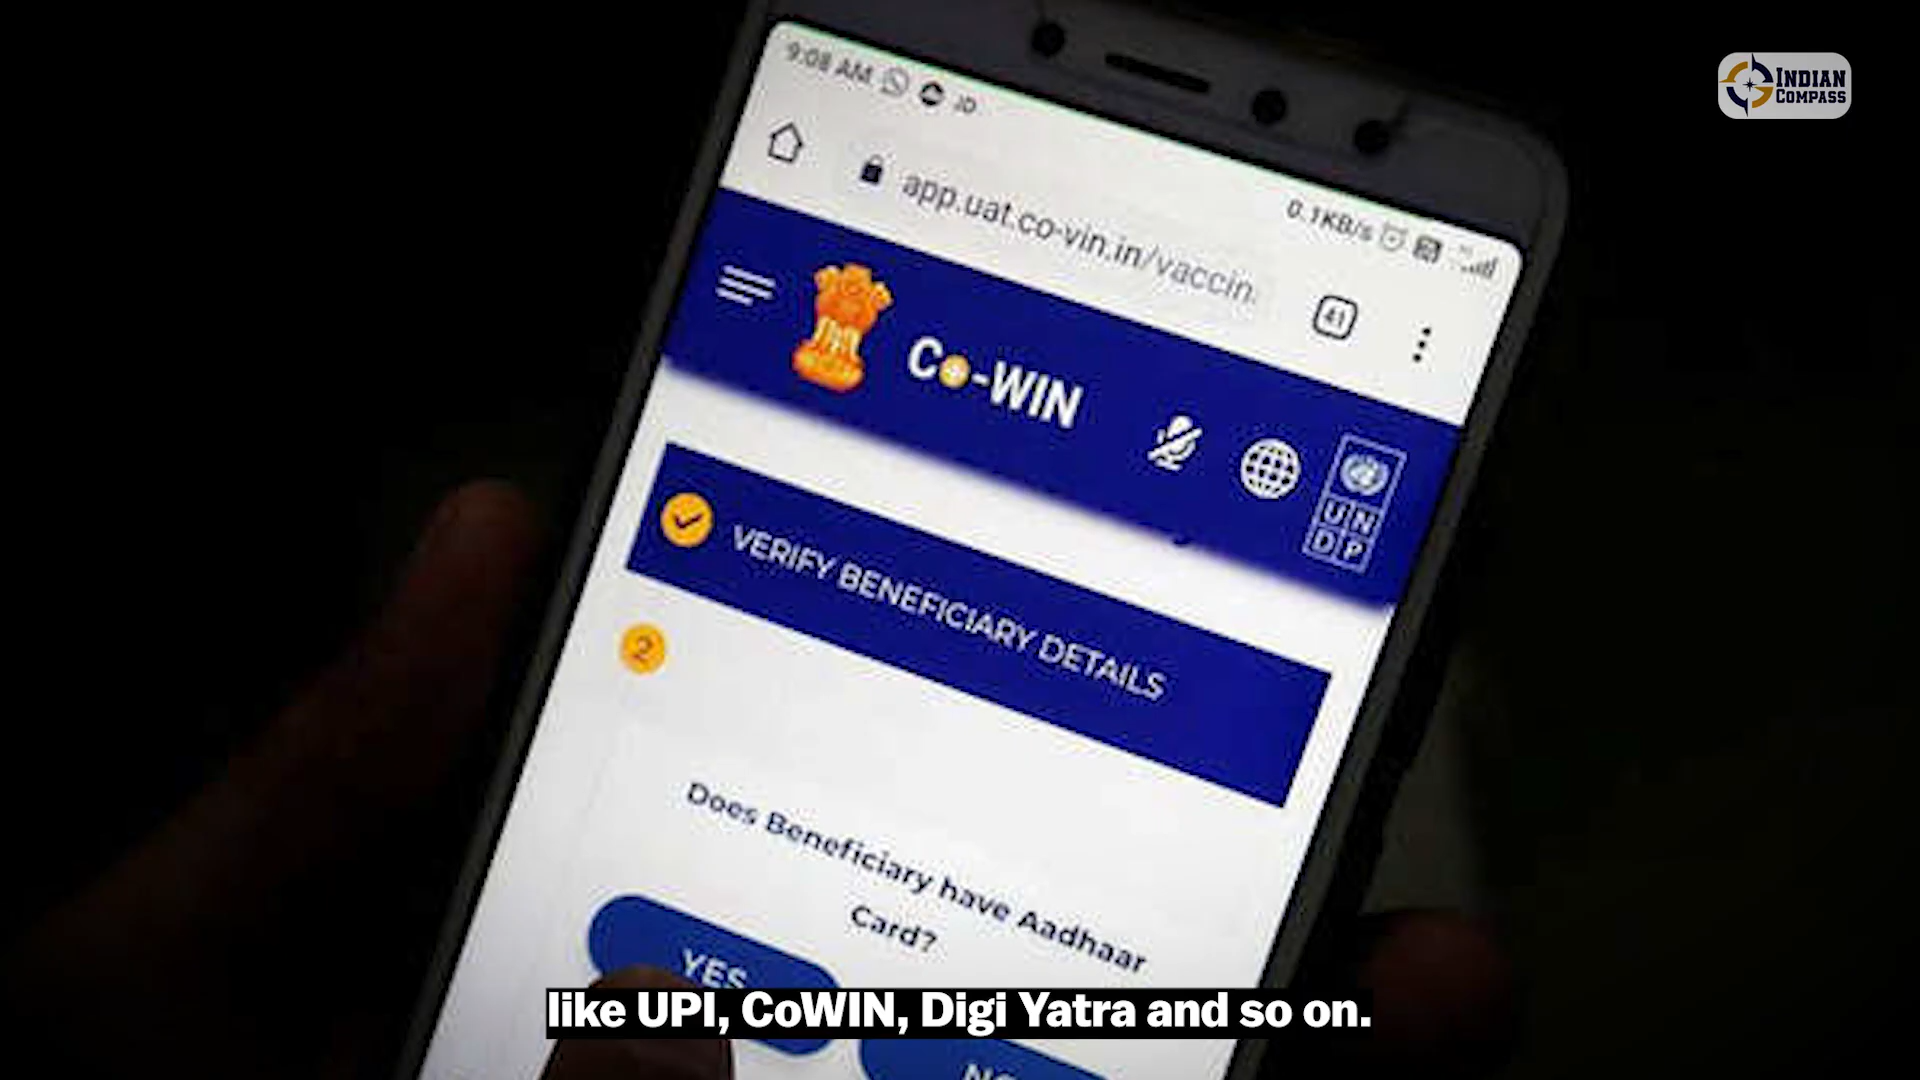 INDIAN
COMPASS
9:08 AM
0.1KB/s
app.uat.co-vin.in/vaccin
41
Co-WIN
UN
DP
VERIFY BENEFICIARY DETAILS
2
Does Beneficiary have Aadhaar
Card?
YES
NO
like UPI, CoWIN, Digi Yatra and so on.